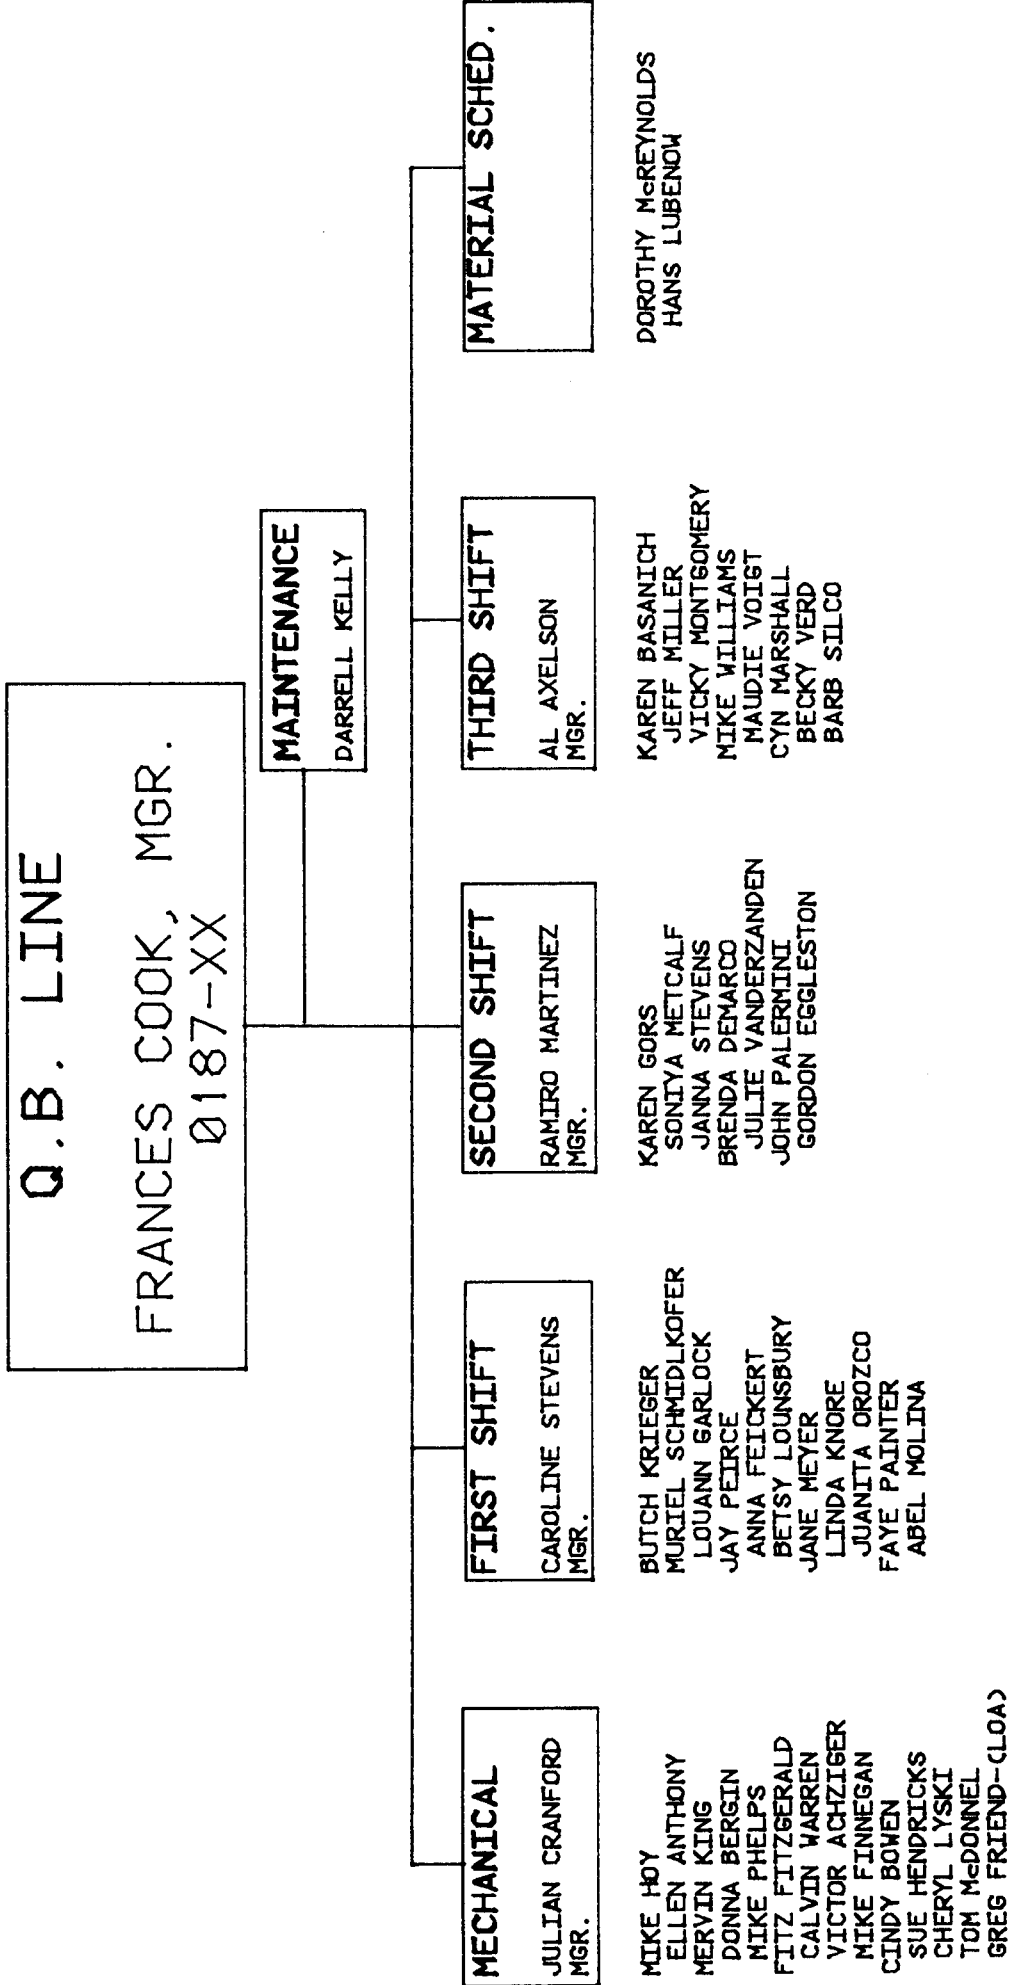 Q.B. LINE
FRANCES COOK, MGR.
0187-XX
MAINTENANCE
DARRELL KELLY
MECHANICAL
JULIAN CRANFORD
MGR.
MIKE HOY
ELLEN ANTHONY
MERVIN KING
DONNA BERGIN
MIKE PHELPS
FITZ FITZGERALD
CALVIN WARREN
VICTOR ACHZIGER
MIKE FINNEGAN
CINDY BOWEN
SUE HENDRICKS
CHERYL LYSKI
TOM McDONNEL
GREG FRIEND-(LOA)
FIRST SHIFT
CAROLINE STEVENS
MGR.
BUTCH KRIEGER
MURIEL SCHMIDLKOFER
LOUANN GARLOCK
JAY PEIRCE
ANNA FEICKERT
BETSY LOUNSBURY
JANE MEYER
LINDA KNORE
JUANITA OROZCO
FAYE PAINTER
ABEL MOLINA
SECOND SHIFT
RAMIRO MARTINEZ
MGR.
KAREN GORS
SONIYA METCALF
JANNA STEVENS
BRENDA DEMARCO
JULIE VANDERZANDEN
JOHN PALERMINI
GORDON EGGLESTON
THIRD SHIFT
AL AXELSON
MGR.
KAREN BASANICH
JEFF MILLER
VICKY MONTGOMERY
MIKE WILLIAMS
MAUDIE VOIGT
CYN MARSHALL
BECKY VERD
BARB SILCO
MATERIAL SCHED.
DOROTHY McREYNOLDS
HANS LUBENOW